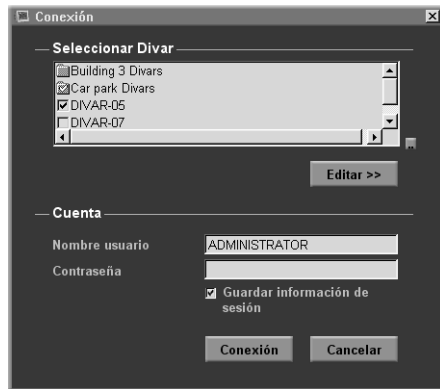 Conexión
Seleccionar Divar
Building 3 Divars
Car park Divars
DIVAR-05
DIVAR-07
Editar >>
Cuenta
Nombre usuario ADMINISTRATOR
Contraseña
Guardar información de
sesión
Conexión Cancelar